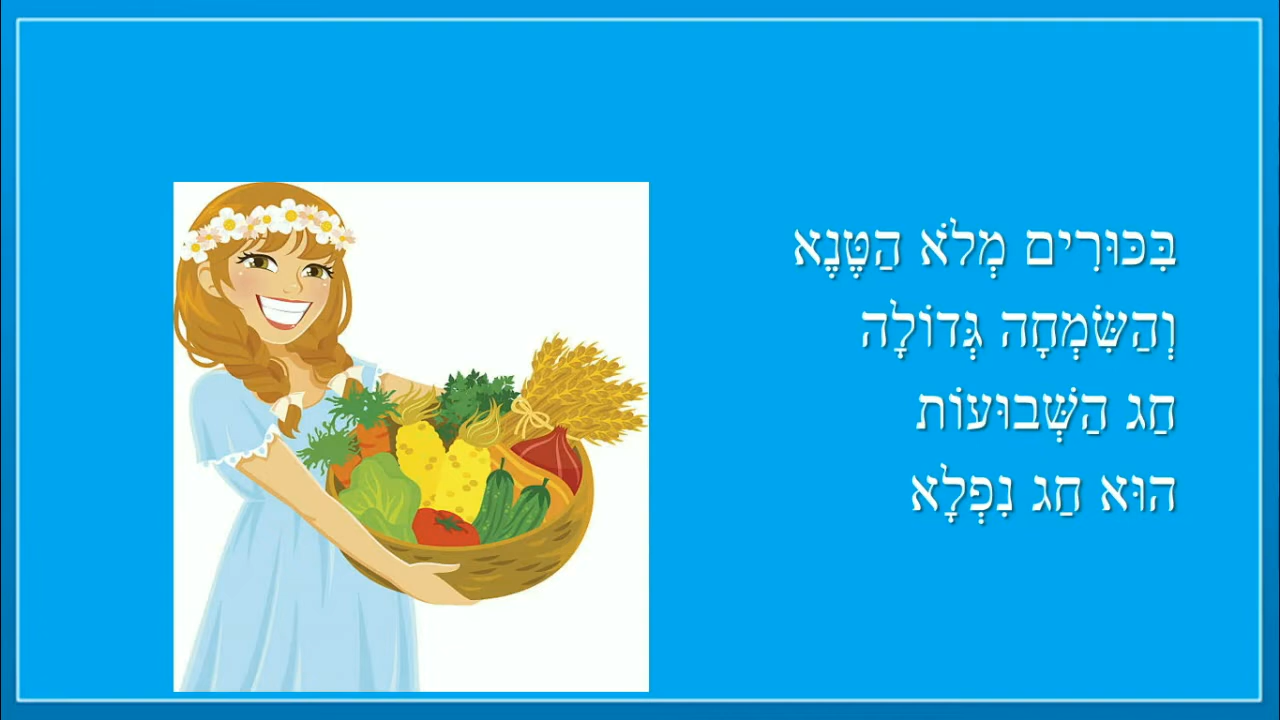 בִּכּוּרִים מְלֹא הַטֶּנֶא
וְהַשִּׂמְחָה גְּדוֹלָה
חַג הַשְּׁבוּעוֹת
הוּא חַג נִפְלָא